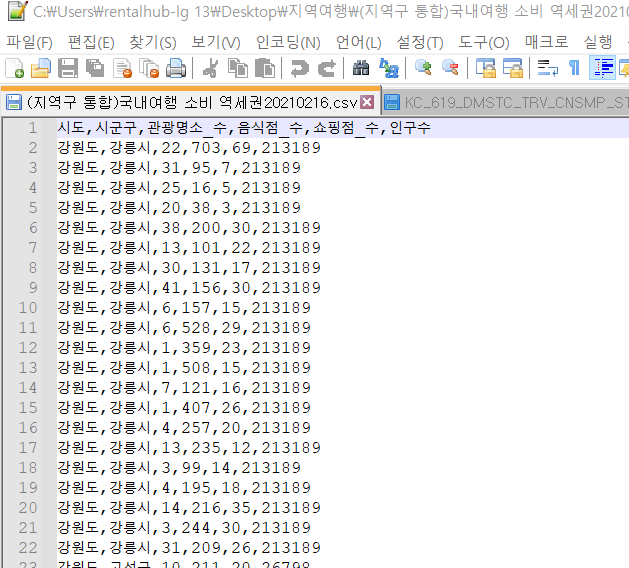 C:￦Users￦rentalhub-lg 13￦Desktop￦지역여행￦(지역구 통합)국내여행 소비 역세권202102
파일(F) 편집(E) 찾기(S) 보기(V) 인코딩(N) 언어(L) 설정(T) 도구(O) 매크로 실행
(지역구 통합)국내여행 소비 역세권20210216.csv KC_619_DMSTC_TRV_CNSMP_ST
1 시도,시군구,관광명소_수,음식점_수,쇼핑점_수,인구수
2 강원도,강릉시,22,703,69,213189
3 강원도,강릉시,31,95,7,213189
4 강원도,강릉시,25,16,5,213189
5 강원도,강릉시,20,38,3,213189
6 강원도,강릉시,38,200,30,213189
7 강원도,강릉시,13,101,22,213189
8 강원도,강릉시,30,131,17,213189
9 강원도,강릉시,41,156,30,213189
10 강원도,강릉시,6,157,15,213189
11 강원도,강릉시,6,528,29,213189
12 강원도,강릉시,1,359,23,213189
13 강원도,강릉시,1,508,15,213189
14 강원도,강릉시,7,121,16,213189
15 강원도,강릉시,1,407,26,213189
16 강원도,강릉시,4,257,20,213189
17 강원도,강릉시,13,235,12,213189
18 강원도,강릉시,3,99,14,213189
19 강원도,강릉시,4,195,18,213189
20 강원도,강릉시,14,216,35,213189
21 강원도,강릉시,3,244,30,213189
22 강원도,강릉시,31,209,26,213189
23 강원도,고성군,10,211,20,26798